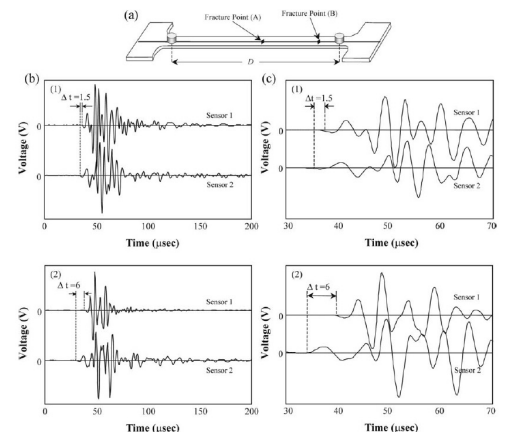 (a)
Fracture Point (A)
Fracture Point (B)
D
(b)
(1)
Δ t =1.5
Sensor 1
0
Sensor 2
0
Voltage (V)
0 50 100 150 200
Time (μsec)
(c)
(1)
Δ t =1.5
Sensor 1
0
0
Sensor 2
Voltage (V)
30 40 50 60 70
Time (μsec)
(2)
Δ t =6
Sensor 1
0
0
Sensor 2
Voltage (V)
0 50 100 150 200
Time (μsec)
(2)
Δ t =6
Sensor 1
0
0
Sensor 2
Voltage (V)
30 40 50 60 70
Time (μsec)